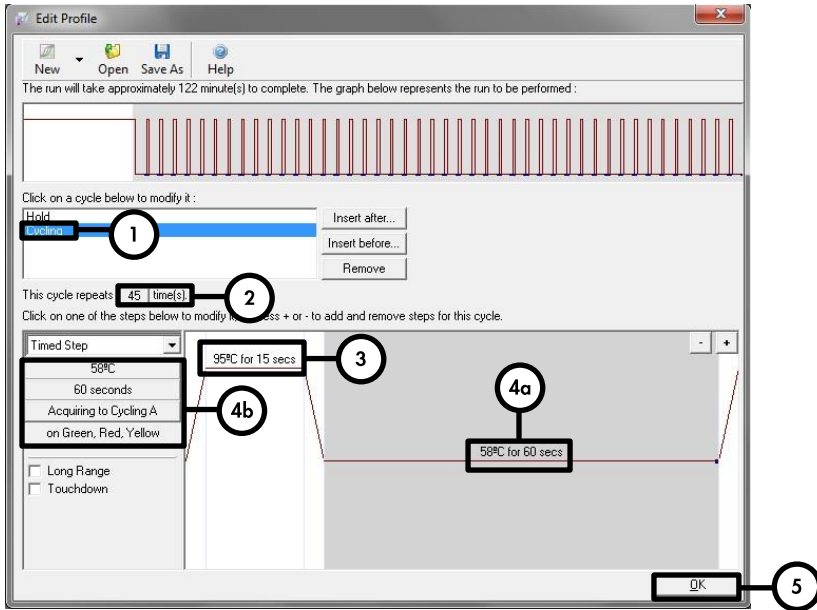 Edit Profile
New Open Save As Help
The run will take approximately 122 minute(s) to complete. The graph below represents the run to be performed :
Click on a cycle below to modify it :
Hold
Cycling
1
Insert after...
Insert before...
Remove
This cycle repeats 45 time(s).
2
Click on one of the steps below to modify it, press + or - to add and remove steps for this cycle.
Timed Step
- +
58ºC
60 seconds
Acquiring to Cycling A
on Green, Red, Yellow
4b
Long Range
Touchdown
95ºC for 15 secs
3
4a
58ºC for 60 secs
OK
5